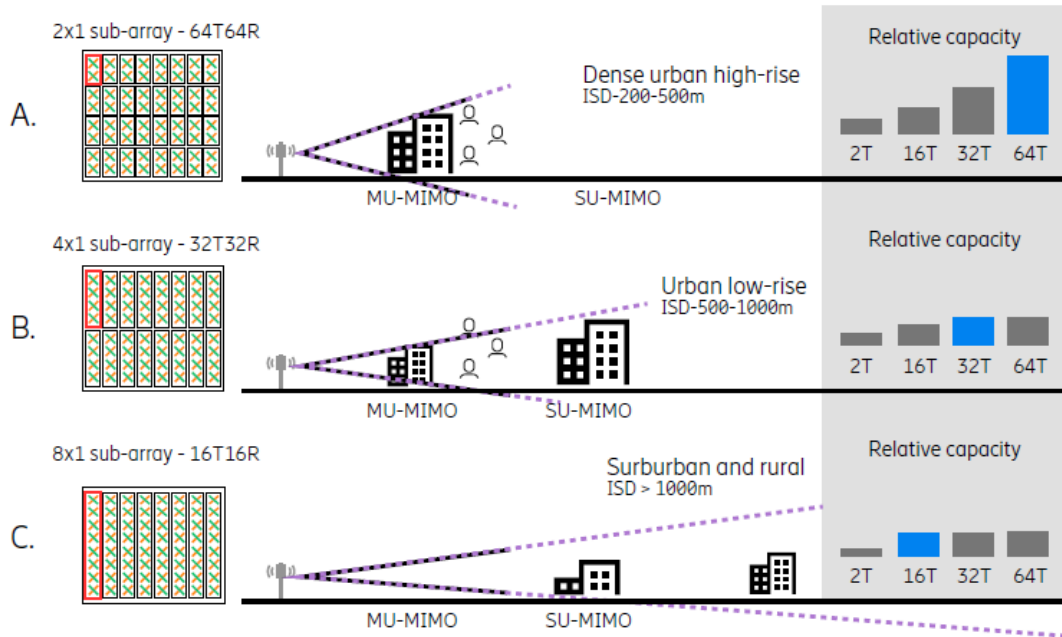 2x1 sub-array - 64T64R
Relative capacity
Dense urban high-rise
ISD-200-500m
A.
2T 16T 32T 64T
MU-MIMO SU-MIMO
4x1 sub-array - 32T32R
Relative capacity
Urban low-rise
ISD-500-1000m
B.
2T 16T 32T 64T
MU-MIMO SU-MIMO
8x1 sub-array - 16T16R
Relative capacity
Surburban and rural
ISD > 1000m
C.
2T 16T 32T 64T
MU-MIMO SU-MIMO